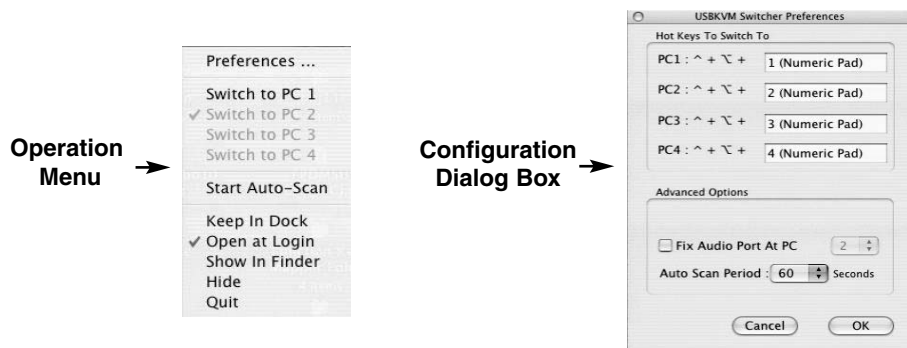 Operation
Menu
Preferences ...
Switch to PC 1
✓ Switch to PC 2
Switch to PC 3
Switch to PC 4
Start Auto-Scan
Keep In Dock
✓ Open at Login
Show In Finder
Hide
Quit
Configuration
Dialog Box
USBKVM Switcher Preferences
Hot Keys To Switch To
PC1 : ^ + ⌥ + 1 (Numeric Pad)
PC2 : ^ + ⌥ + 2 (Numeric Pad)
PC3 : ^ + ⌥ + 3 (Numeric Pad)
PC4 : ^ + ⌥ + 4 (Numeric Pad)
Advanced Options
Fix Audio Port At PC 2
Auto Scan Period : 60 Seconds
Cancel OK